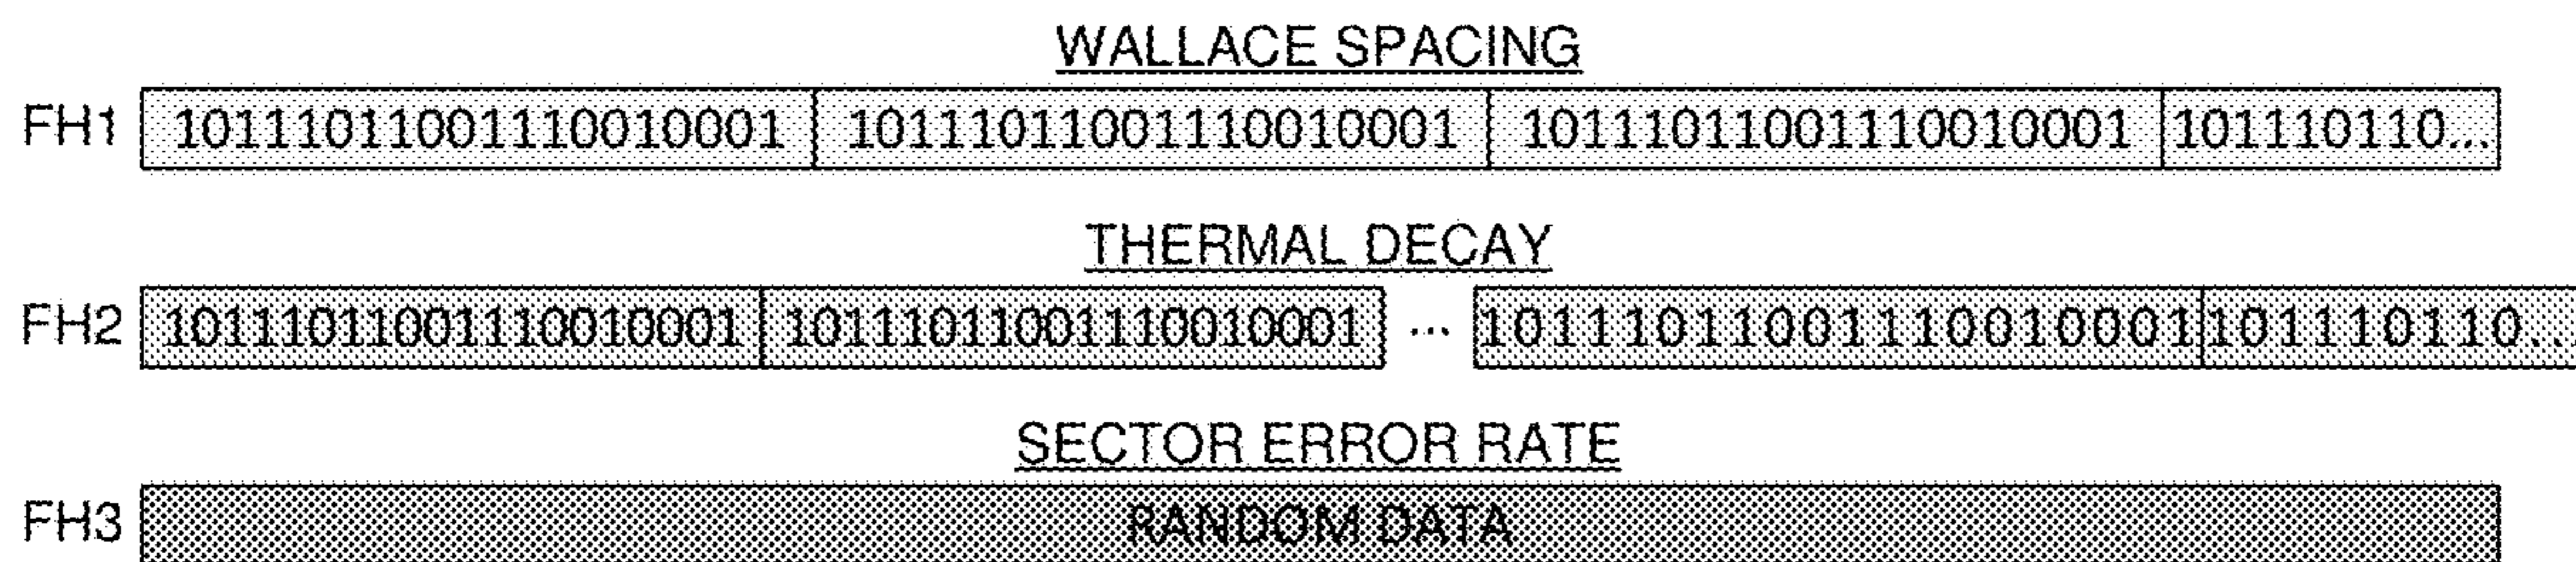 WALLACE SPACING
FH1 10111011001110010001 10111011001110010001 10111011001110010001 101110110...
THERMAL DECAY
FH2 10111011001110010001 10111011001110010001 ... 10111011001110010001 101110110...
SECTOR ERROR RATE
FH3 RANDOM DATA